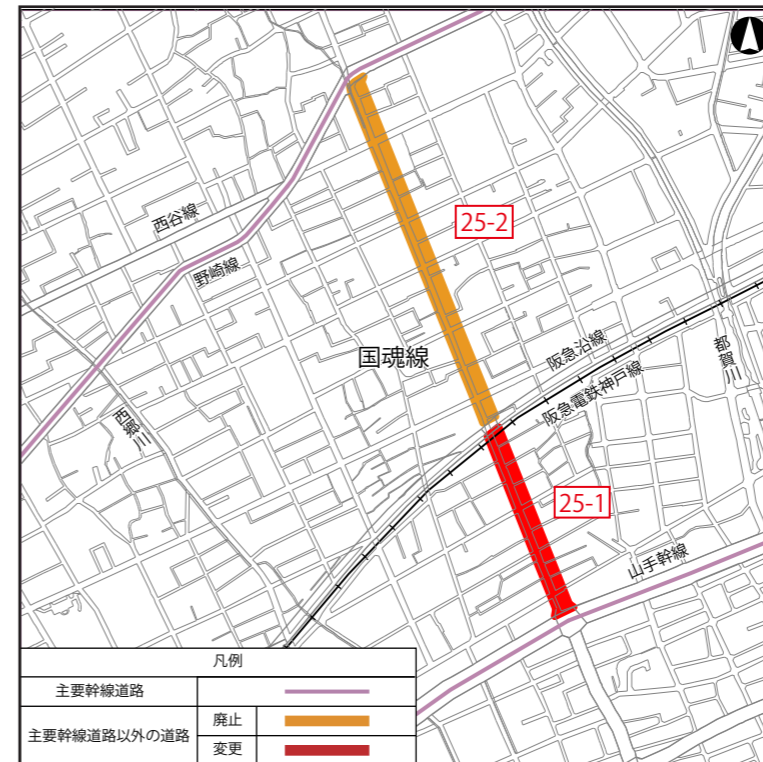 西谷線
野崎線
25-2
国魂線
阪急沿線
阪急電鉄神戸線
都賀川
西郷川
25-1
山手幹線
凡例
主要幹線道路
主要幹線道路以外の道路
廃止
変更